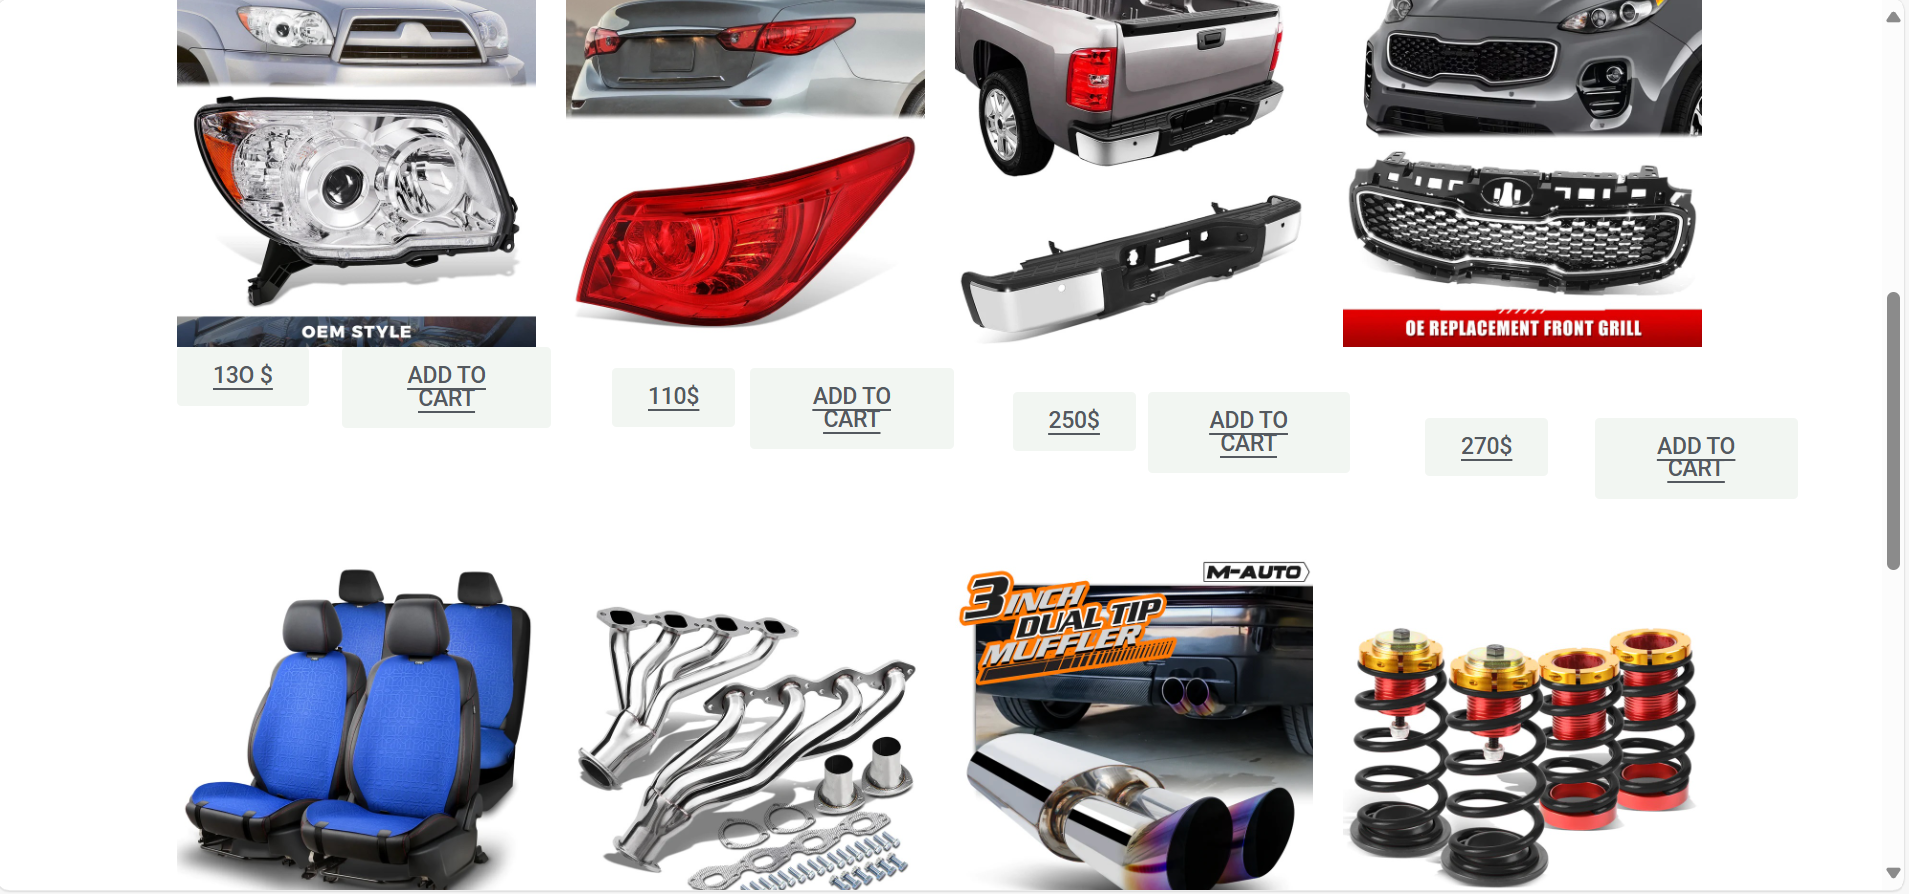 OEM STYLE
OE REPLACEMENT FRONT GRILL
13O $
ADD TO
CART
110$
ADD TO
CART
250$
ADD TO
CART
270$
ADD TO
CART
M-AUTO
3 INCH
DUAL TIP
MUFFLER